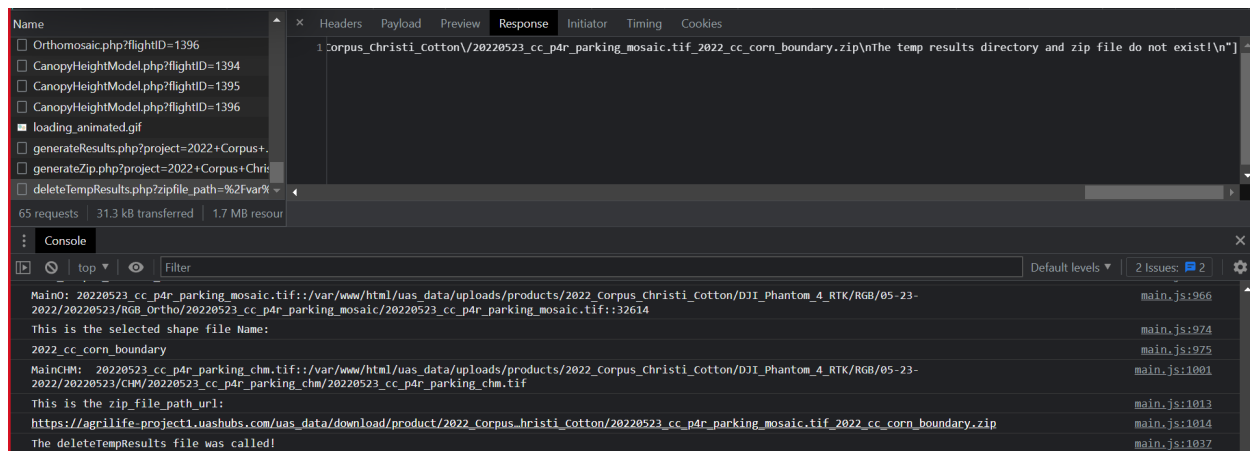 Name
Orthomosaic.php?flightID=1396
CanopyHeightModel.php?flightID=1394
CanopyHeightModel.php?flightID=1395
CanopyHeightModel.php?flightID=1396
loading_animated.gif
generateResults.php?project=2022+Corpus+.
generateZip.php?project=2022+Corpus+Chris
deleteTempResults.php?zipfile_path=%2Fvar%
65 requests 31.3 kB transferred 1.7 MB resour
× Headers Payload Preview Response Initiator Timing Cookies
1 Corpus_Christi_Cotton\/20220523_cc_p4r_parking_mosaic.tif_2022_cc_corn_boundary.zip\nThe temp results directory and zip file do not exist!\n"]
Console
top ▼ Filter Default levels ▼ 2 Issues: 2
MainO: 20220523_cc_p4r_parking_mosaic.tif::/var/www/html/uas_data/uploads/products/2022_Corpus_Christi_Cotton/DJI_Phantom_4_RTK/RGB/05-23- main.js:966
2022/20220523/RGB_Ortho/20220523_cc_p4r_parking_mosaic/20220523_cc_p4r_parking_mosaic.tif::32614
This is the selected shape file Name: main.js:974
2022_cc_corn_boundary main.js:975
MainCHM: 20220523_cc_p4r_parking_chm.tif::/var/www/html/uas_data/uploads/products/2022_Corpus_Christi_Cotton/DJI_Phantom_4_RTK/RGB/05-23- main.js:1001
2022/20220523/CHM/20220523_cc_p4r_parking_chm/20220523_cc_p4r_parking_chm.tif
This is the zip_file_path_url: main.js:1013
https://agrilife-project1.uashubs.com/uas_data/download/product/2022_Corpus…hristi_Cotton/20220523_cc_p4r_parking_mosaic.tif_2022_cc_corn_boundary.zip main.js:1014
The deleteTempResults file was called! main.js:1037